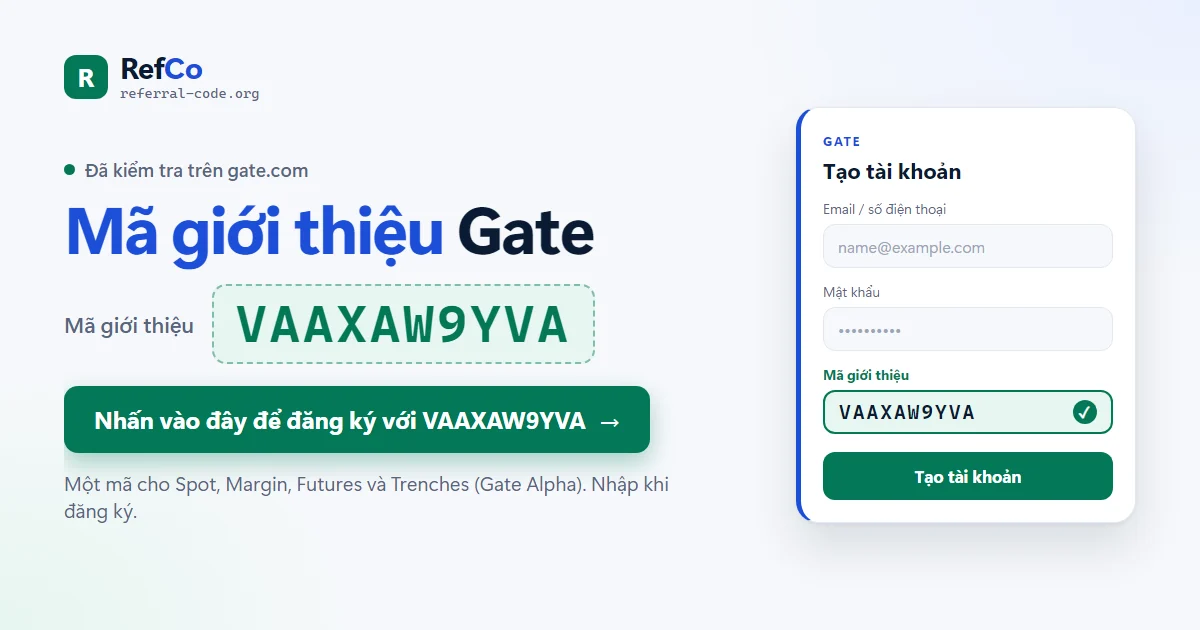 R
RefCo
referral-code.org
Đã kiểm tra trên gate.com
Mã giới thiệu Gate
Mã giới thiệu
VAAXAW9YVA
Nhấn vào đây để đăng ký với VAAXAW9YVA →
Một mã cho Spot, Margin, Futures và Trenches (Gate Alpha). Nhập khi
đăng ký.
GATE
Tạo tài khoản
Email / số điện thoại
name@example.com
Mật khẩu
••••••••••
Mã giới thiệu
VAAXAW9YVA ✓
Tạo tài khoản